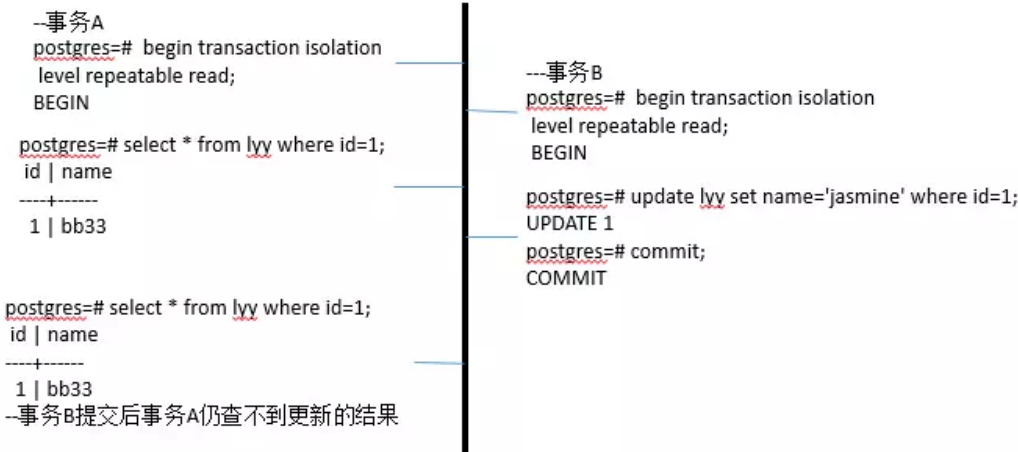 --事务A
postgres=#  begin transaction isolation
level repeatable read;
BEGIN
postgres=# select * from lyy where id=1;
id | name
----+------
1 | bb33
postgres=# select * from lyy where id=1;
id | name
----+------
1 | bb33
--事务B提交后事务A仍查不到更新的结果
---事务B
postgres=#  begin transaction isolation
level repeatable read;
BEGIN
postgres=# update lyy set name='jasmine' where id=1;
UPDATE 1
postgres=# commit;
COMMIT